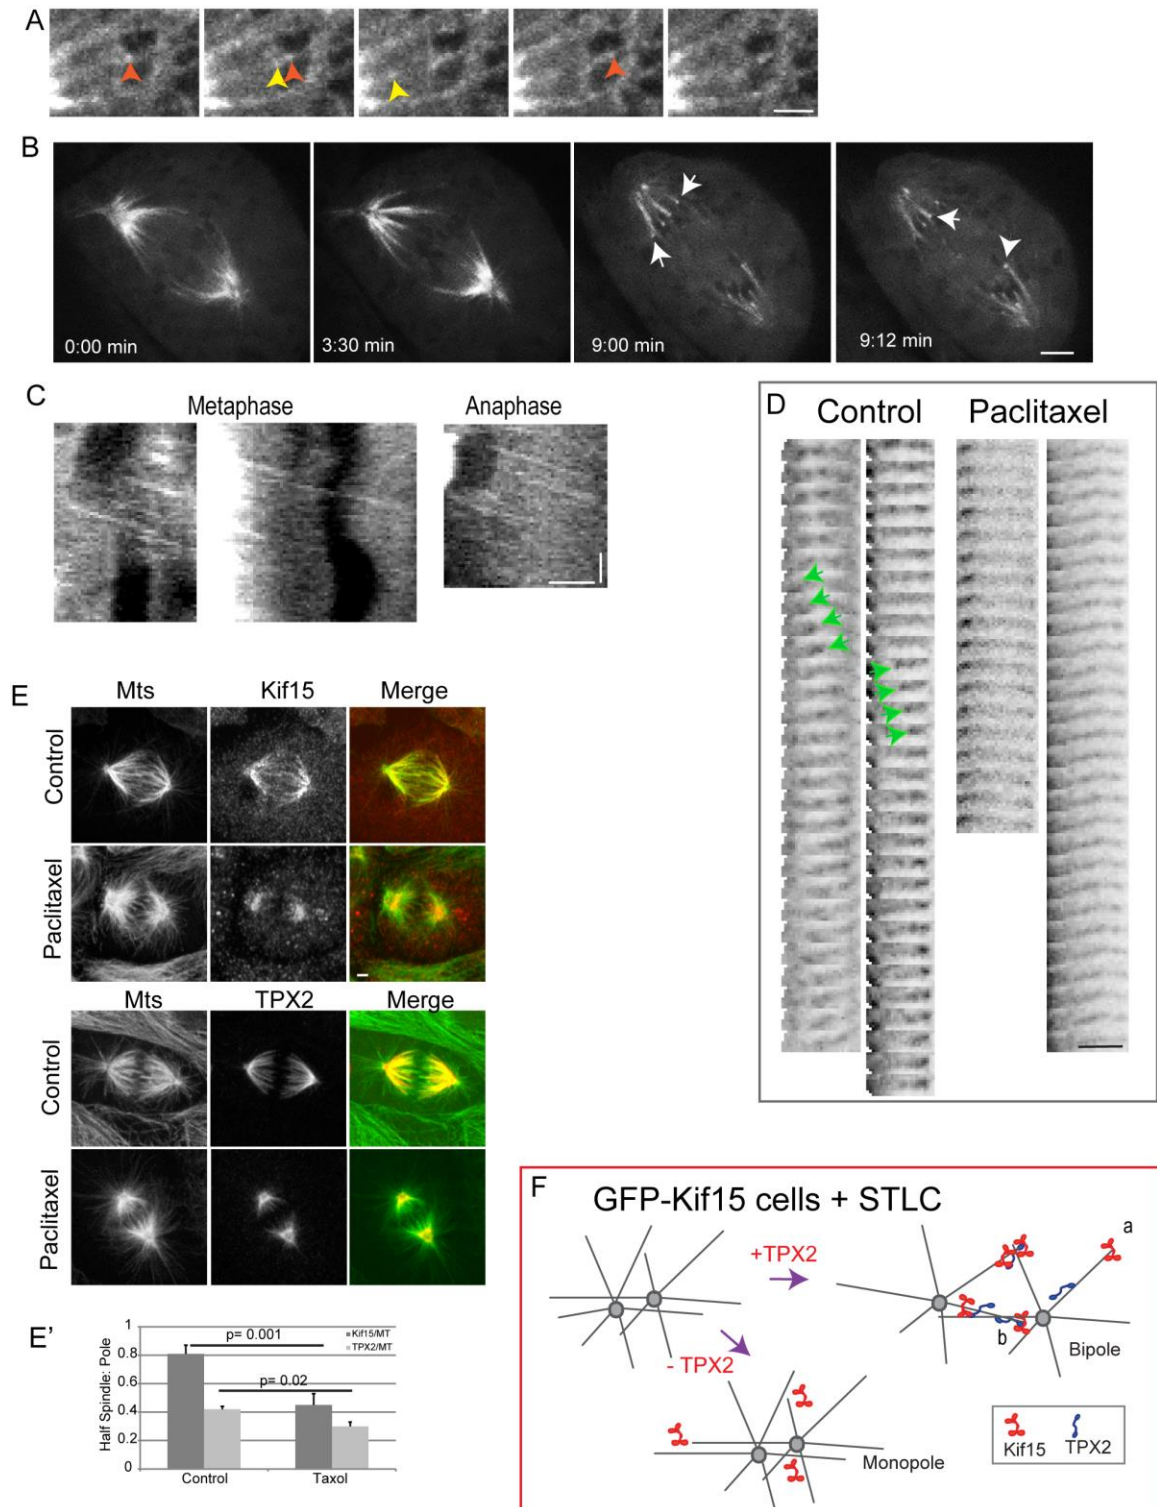 A
B
0:00 min
3:30 min
9:00 min
9:12 min
C
Metaphase
Anaphase
D
Control
Paclitaxel
E
Mts
Kif15
Merge
Control
Paclitaxel
Mts
TPX2
Merge
Control
Paclitaxel
E'
Half Spindle: Pole
1
0.8
0.6
0.4
0.2
0
p= 0.001
p= 0.02
Kif15/MT
TPX2/MT
Control
Taxol
F
GFP-Kif15 cells + STLC
+TPX2
- TPX2
a
b
Bipole
Monopole
Kif15
TPX2